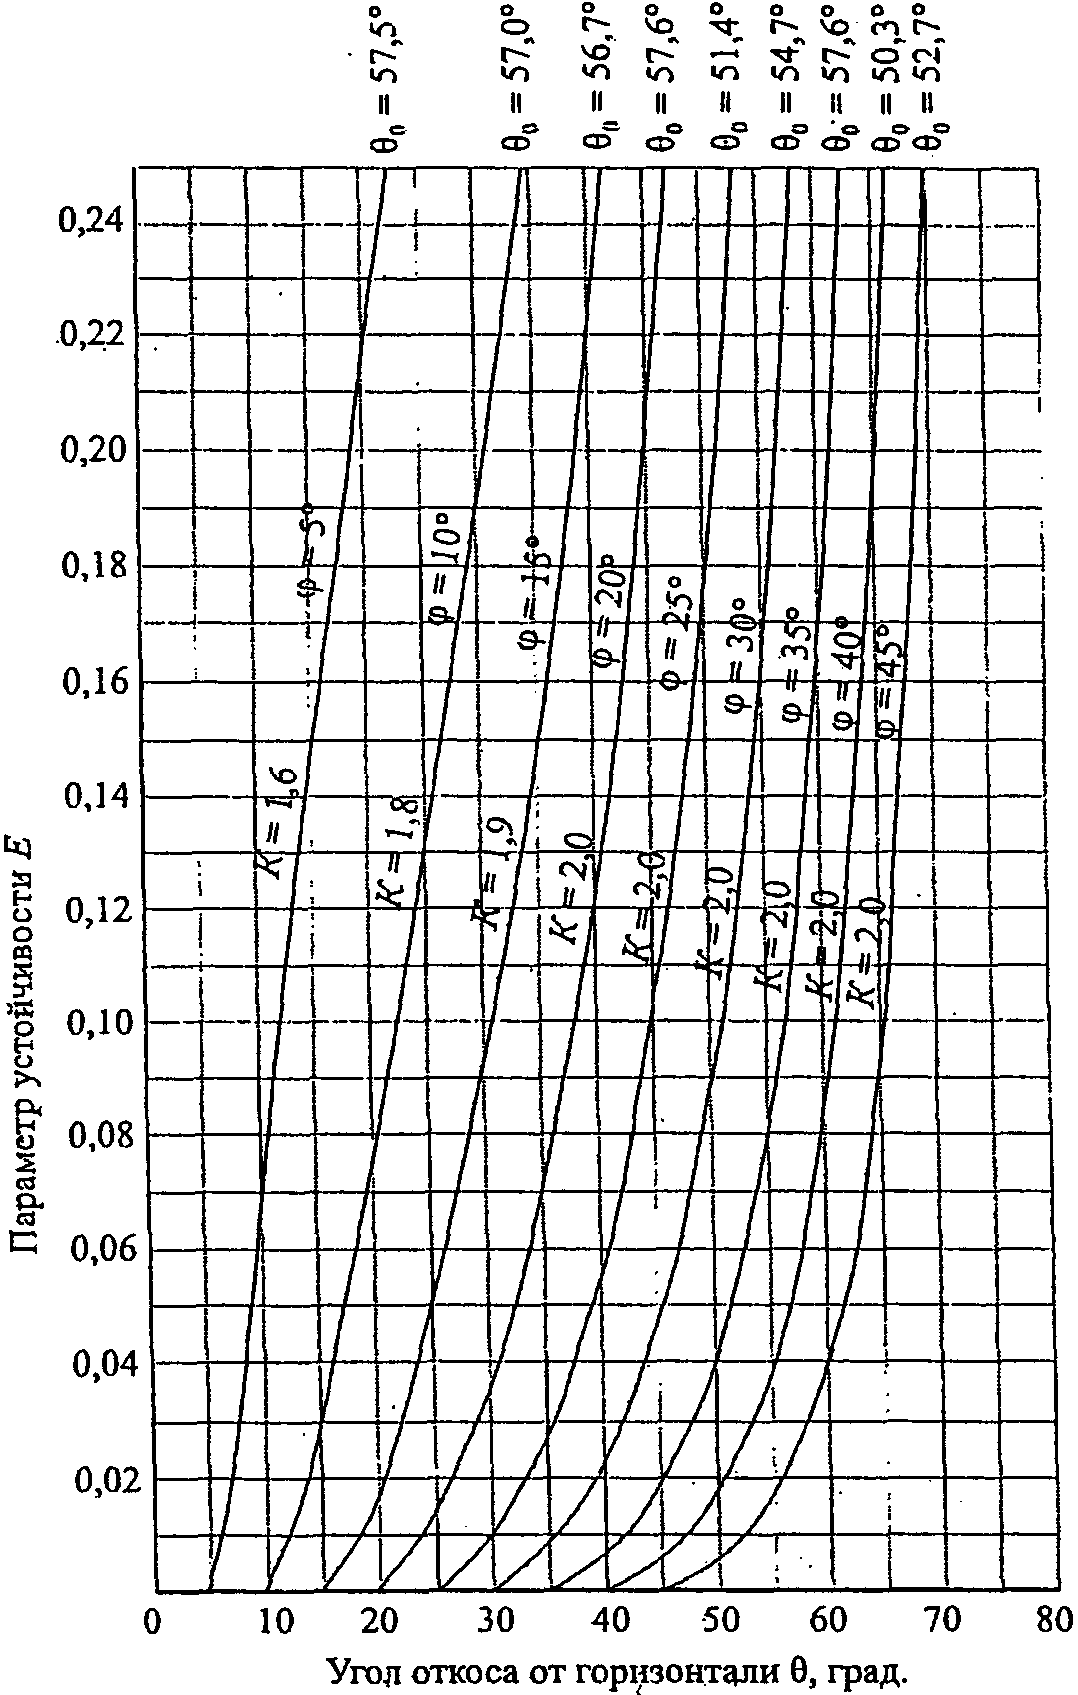 θ₀ = 57,5°
θ₀ = 57,0°
θ₀ = 56,7°
θ₀ = 57,6°
θ₀ = 51,4°
θ₀ = 54,7°
θ₀ = 57,6°
θ₀ = 50,3°
θ₀ = 52,7°
Параметр устойчивости E
0,24
0,22
0,20
0,18
0,16
0,14
0,12
0,10
0,08
0,06
0,04
0,02
φ = 5°
φ = 10°
φ = 15°
φ = 20°
φ = 25°
φ = 30°
φ = 35°
φ = 40°
φ = 45°
K = 1,6
K = 1,8
K = 1,9
K = 2,0
K = 2,0
K = 2,0
K = 2,0
K = 2,0
K = 2,0
0 10 20 30 40 50 60 70 80
Угол откоса от горизонтали θ, град.